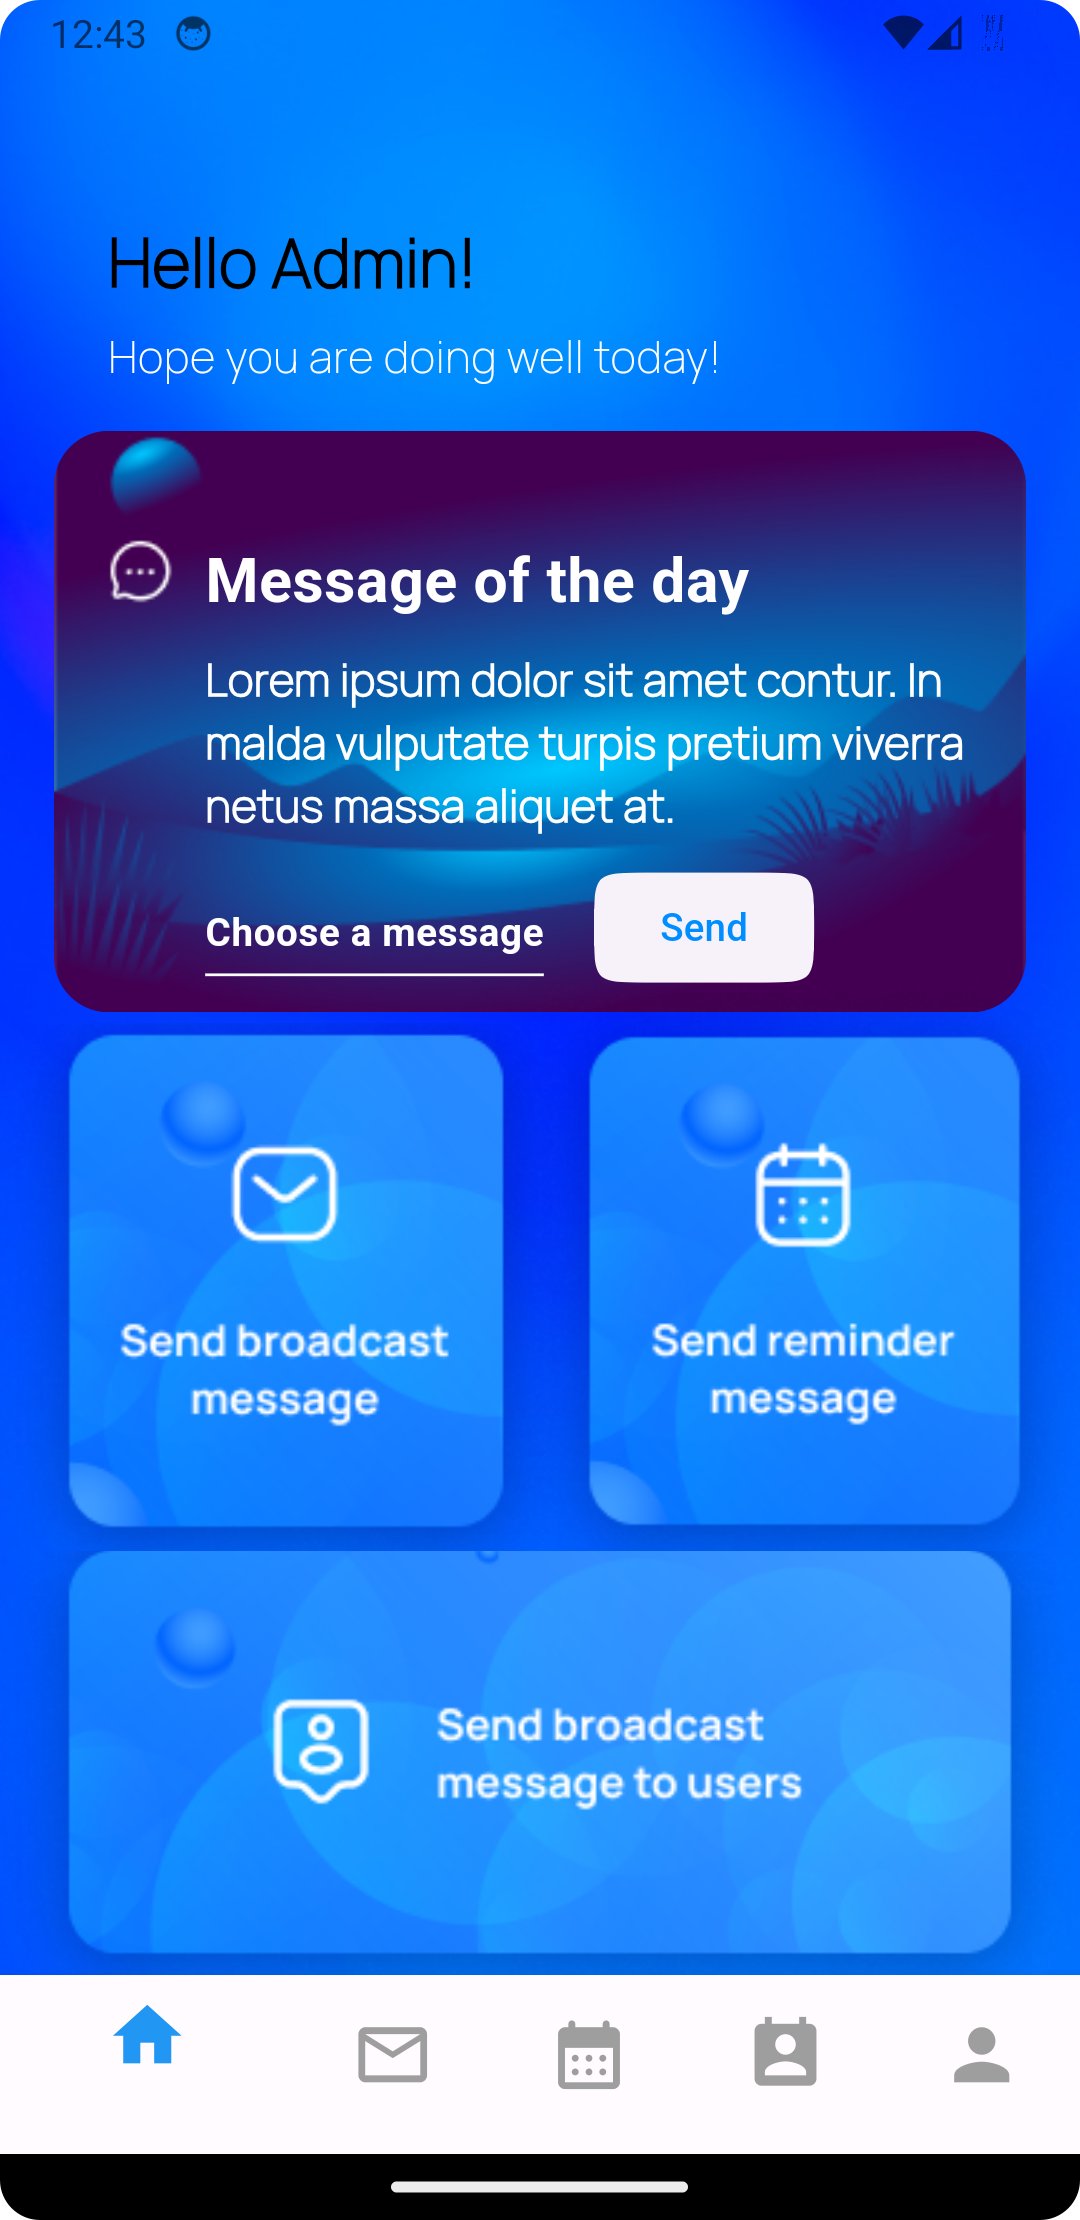 12:43
Hello Admin!
Hope you are doing well today!
Message of the day
Lorem ipsum dolor sit amet contur. In
malda vulputate turpis pretium viverra
netus massa aliquet at.
Choose a message
Send
Send broadcast
message
Send reminder
message
Send broadcast
message to users